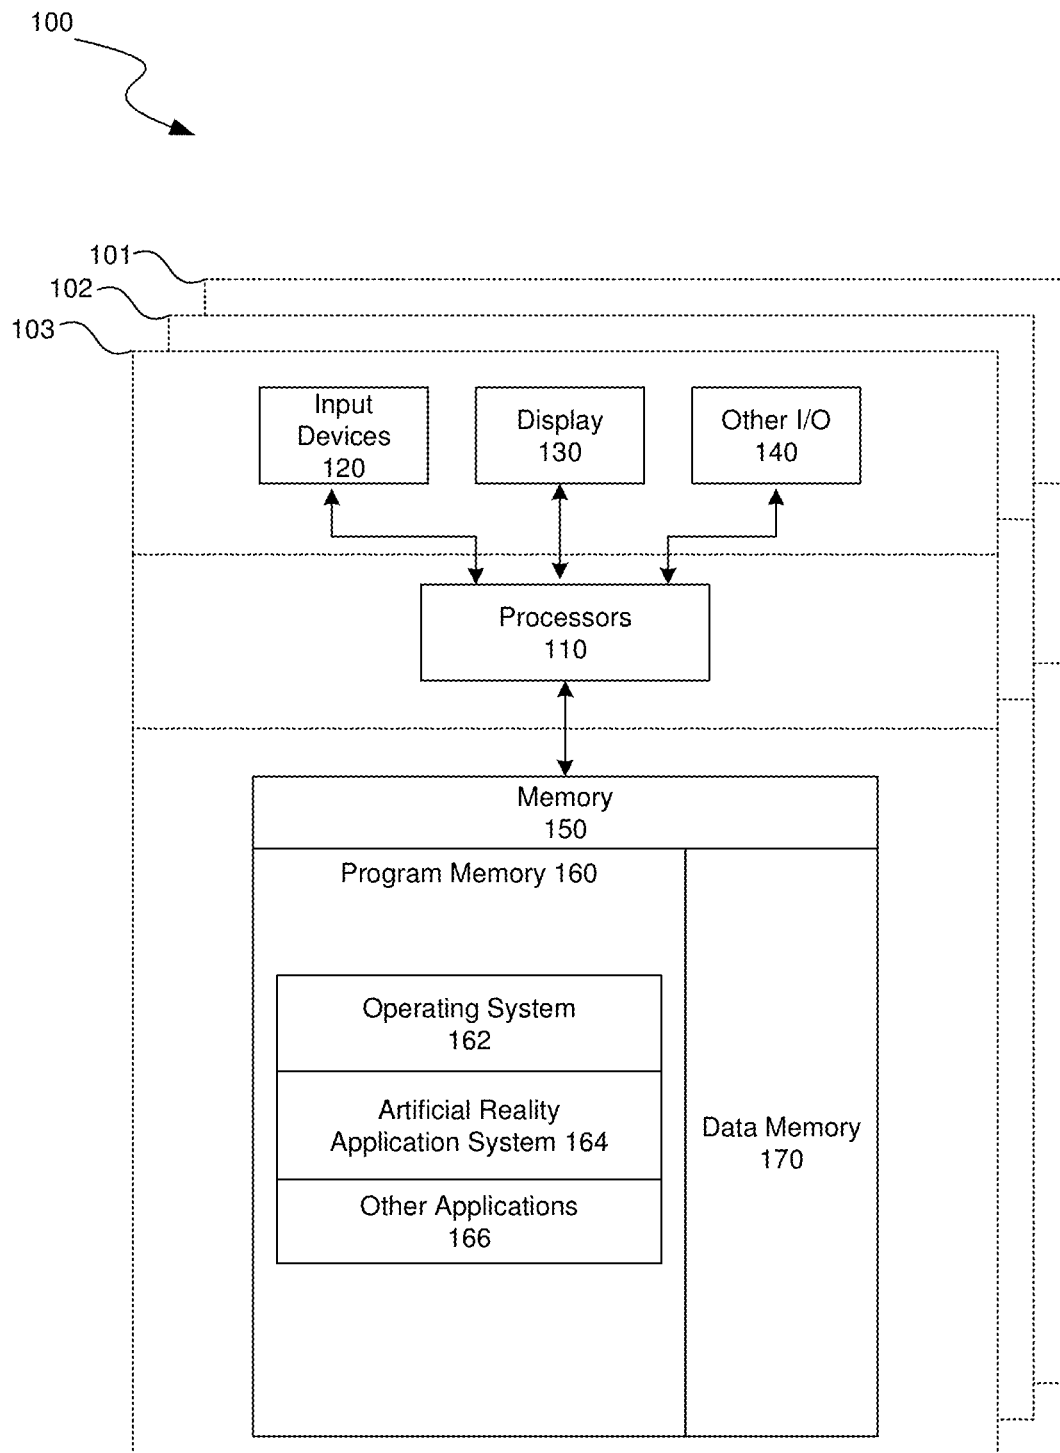 100
101
102
103
Input
Devices
120
Display
130
Other I/O
140
Processors
110
Memory
150
Program Memory 160
Operating System
162
Artificial Reality
Application System 164
Other Applications
166
Data Memory
170